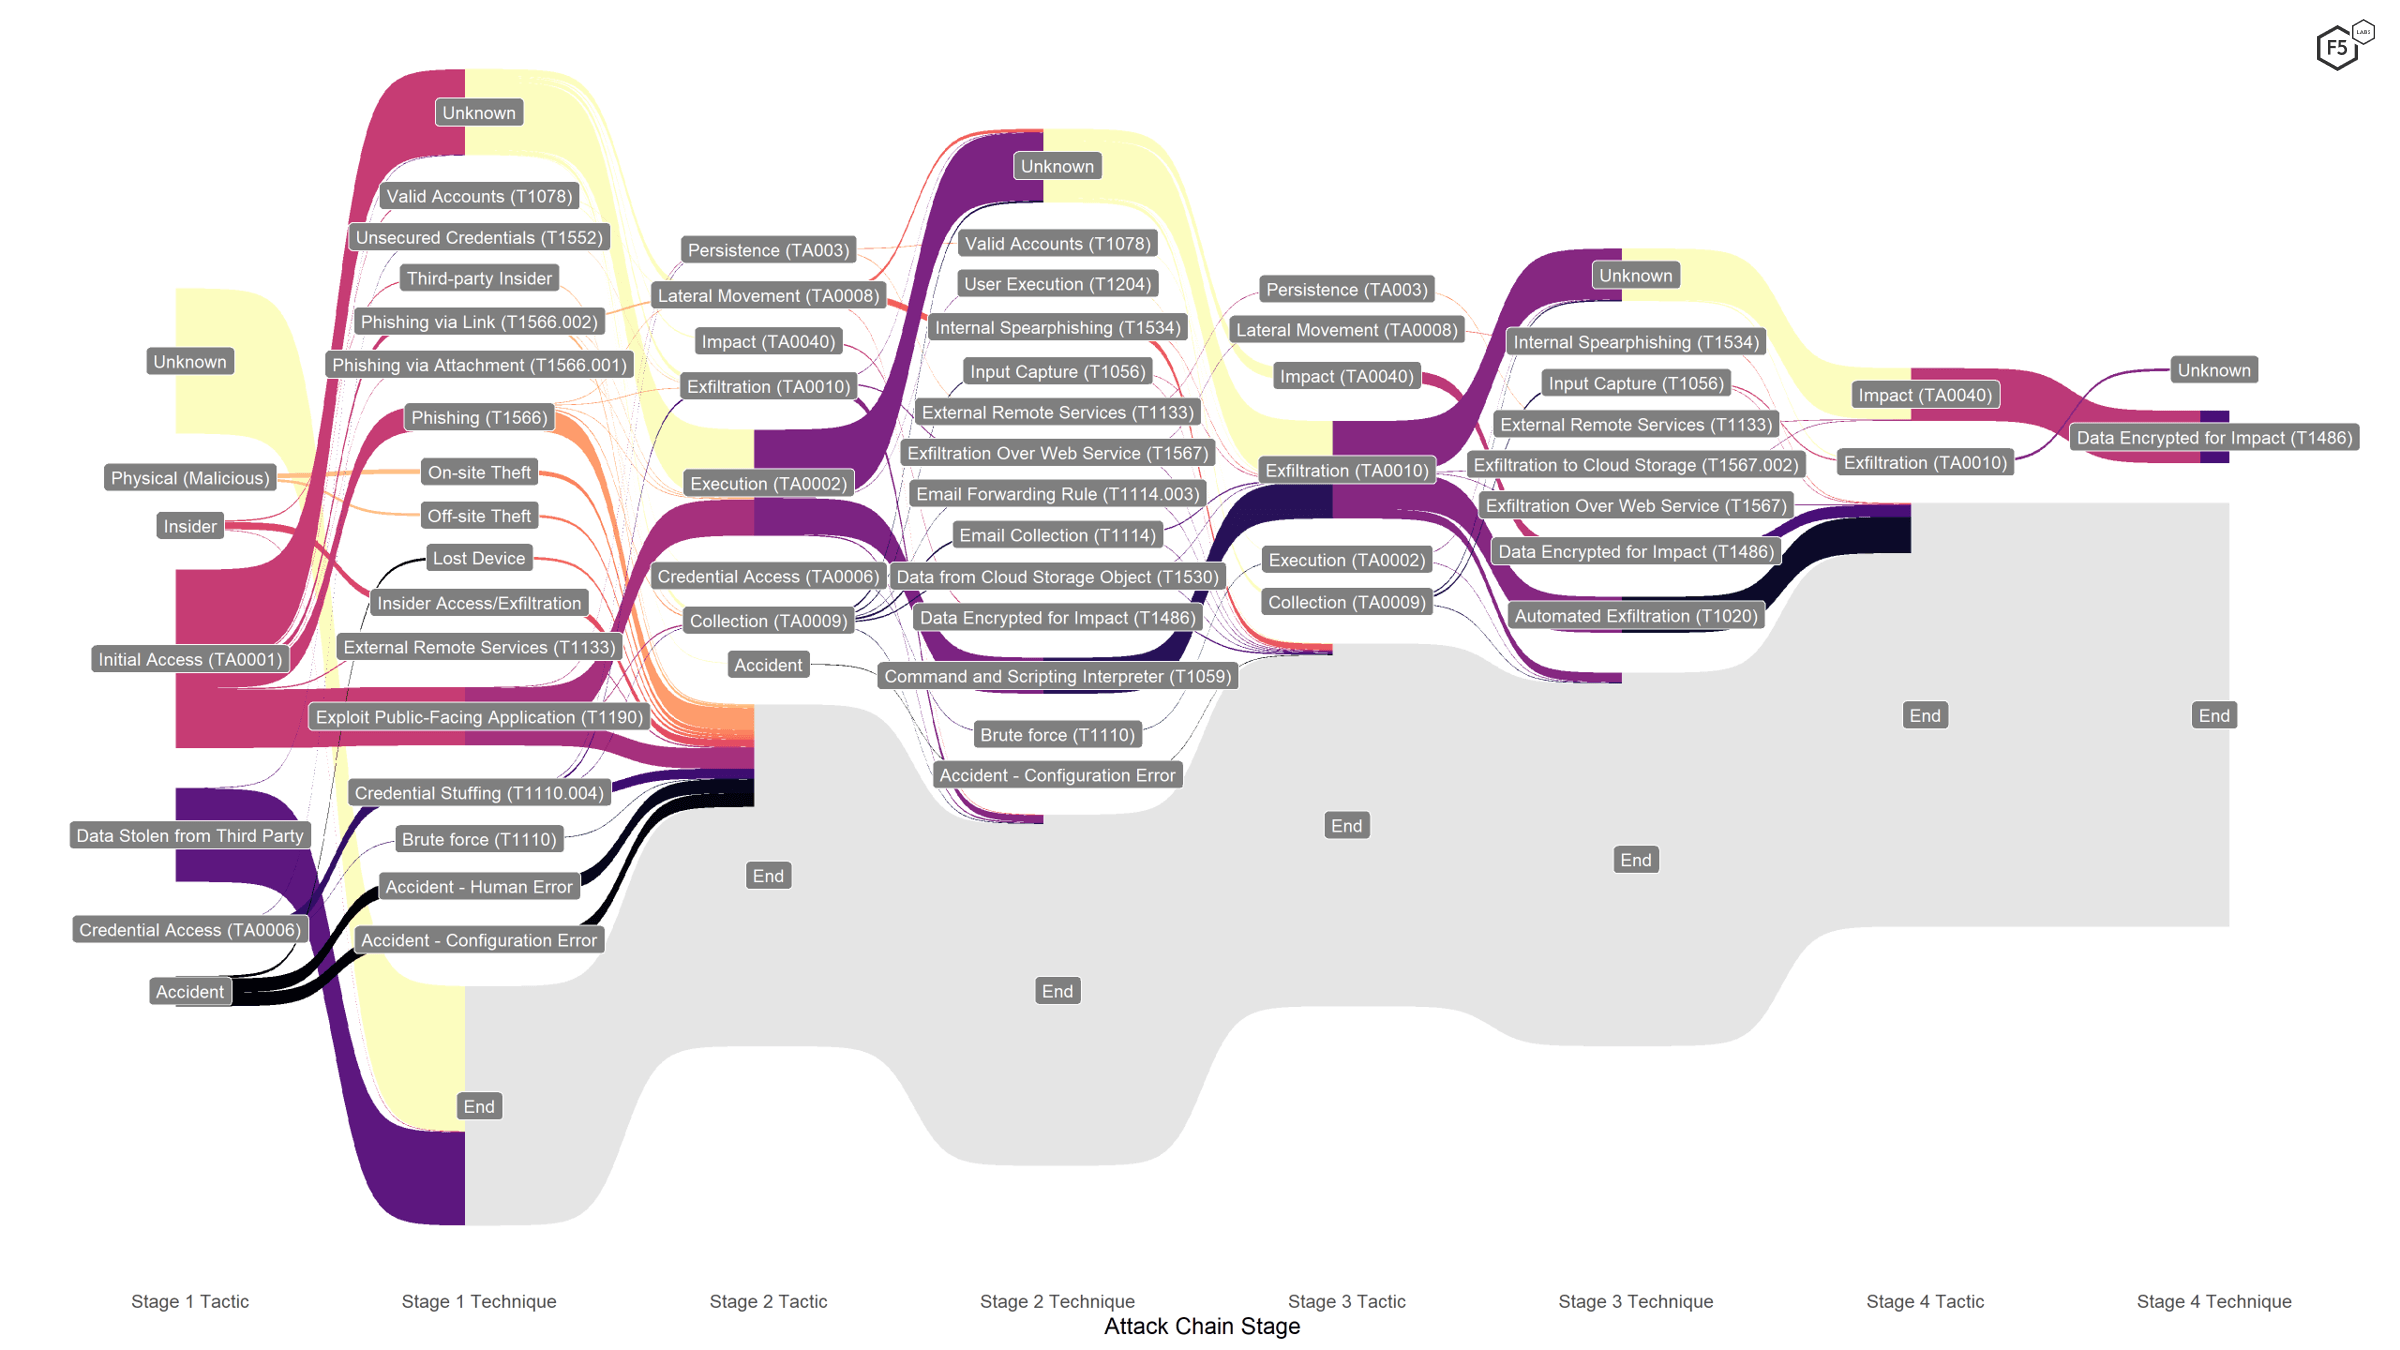 F5
LABS
Unknown
Physical (Malicious)
Insider
Initial Access (TA0001)
Data Stolen from Third Party
Credential Access (TA0006)
Accident
Unknown
Valid Accounts (T1078)
Unsecured Credentials (T1552)
Third-party Insider
Phishing via Link (T1566.002)
Phishing via Attachment (T1566.001)
Phishing (T1566)
On-site Theft
Off-site Theft
Lost Device
Insider Access/Exfiltration
External Remote Services (T1133)
Exploit Public-Facing Application (T1190)
Credential Stuffing (T1110.004)
Brute force (T1110)
Accident - Human Error
Accident - Configuration Error
End
Persistence (TA003)
Lateral Movement (TA0008)
Impact (TA0040)
Exfiltration (TA0010)
Execution (TA0002)
Credential Access (TA0006)
Collection (TA0009)
Accident
End
Unknown
Valid Accounts (T1078)
User Execution (T1204)
Internal Spearphishing (T1534)
Input Capture (T1056)
External Remote Services (T1133)
Exfiltration Over Web Service (T1567)
Email Forwarding Rule (T1114.003)
Email Collection (T1114)
Data from Cloud Storage Object (T1530)
Data Encrypted for Impact (T1486)
Command and Scripting Interpreter (T1059)
Brute force (T1110)
Accident - Configuration Error
End
Persistence (TA003)
Lateral Movement (TA0008)
Impact (TA0040)
Exfiltration (TA0010)
Execution (TA0002)
Collection (TA0009)
End
Unknown
Internal Spearphishing (T1534)
Input Capture (T1056)
External Remote Services (T1133)
Exfiltration to Cloud Storage (T1567.002)
Exfiltration Over Web Service (T1567)
Data Encrypted for Impact (T1486)
Automated Exfiltration (T1020)
End
Impact (TA0040)
Exfiltration (TA0010)
End
Unknown
Data Encrypted for Impact (T1486)
End
Stage 1 Tactic
Stage 1 Technique
Stage 2 Tactic
Stage 2 Technique
Stage 3 Tactic
Stage 3 Technique
Stage 4 Tactic
Stage 4 Technique
Attack Chain Stage